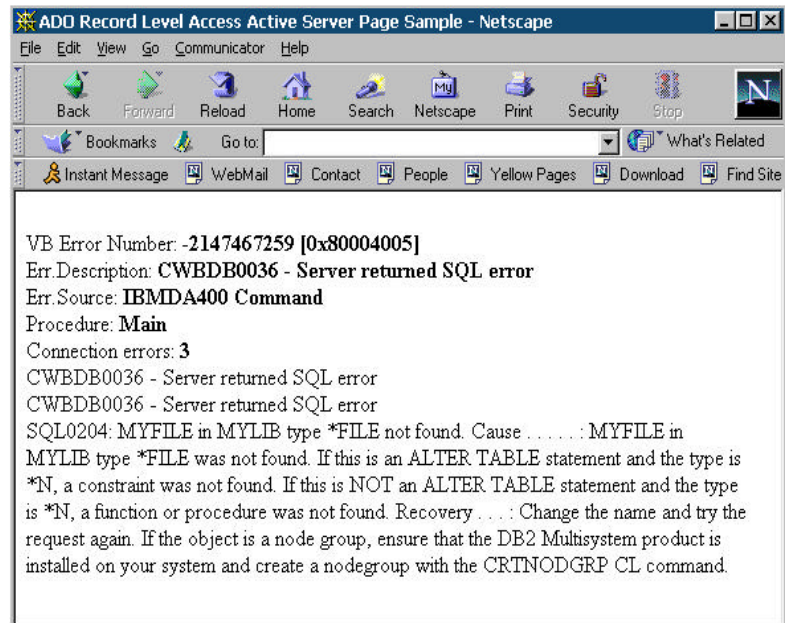 ADO Record Level Access Active Server Page Sample - Netscape
File Edit View Go Communicator Help
My
N
Back Forward Reload Home Search Netscape Print Security Stop
Bookmarks Go to: What's Related
Instant Message WebMail Contact People Yellow Pages Download Find Site
VB Error Number: -2147467259 [0x80004005]
Err.Description: CWBDB0036 - Server returned SQL error
Err.Source: IBMDA400 Command
Procedure: Main
Connection errors: 3
CWBDB0036 - Server returned SQL error
CWBDB0036 - Server returned SQL error
SQL0204: MYFILE in MYLIB type *FILE not found. Cause . . . . . : MYFILE in
MYLIB type *FILE was not found. If this is an ALTER TABLE statement and the type is
*N, a constraint was not found. If this is NOT an ALTER TABLE statement and the type
is *N, a function or procedure was not found. Recovery . . . : Change the name and try the
request again. If the object is a node group, ensure that the DB2 Multisystem product is
installed on your system and create a nodegroup with the CRTNODGRP CL command.